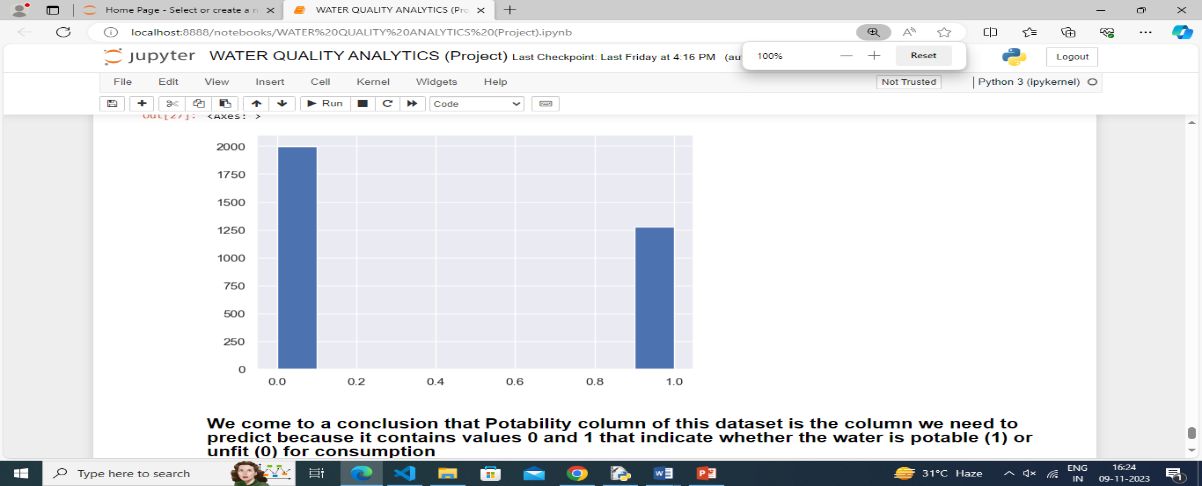 Home Page - Select or create a n
WATER QUALITY ANALYTICS (Pro
localhost:8888/notebooks/WATER%20QUALITY%20ANALYTICS%20(Project).ipynb
100%
Reset
jupyter WATER QUALITY ANALYTICS (Project) Last Checkpoint: Last Friday at 4:16 PM (au
Logout
File Edit View Insert Cell Kernel Widgets Help
Not Trusted
Python 3 (ipykernel)
Run
Code
Out[27]: <Axes: >
2000
1750
1500
1250
1000
750
500
250
0
0.0 0.2 0.4 0.6 0.8 1.0
We come to a conclusion that Potability column of this dataset is the column we need to
predict because it contains values 0 and 1 that indicate whether the water is potable (1) or
unfit (0) for consumption
Type here to search
31°C Haze
ENG
IN
16:24
09-11-2023
1